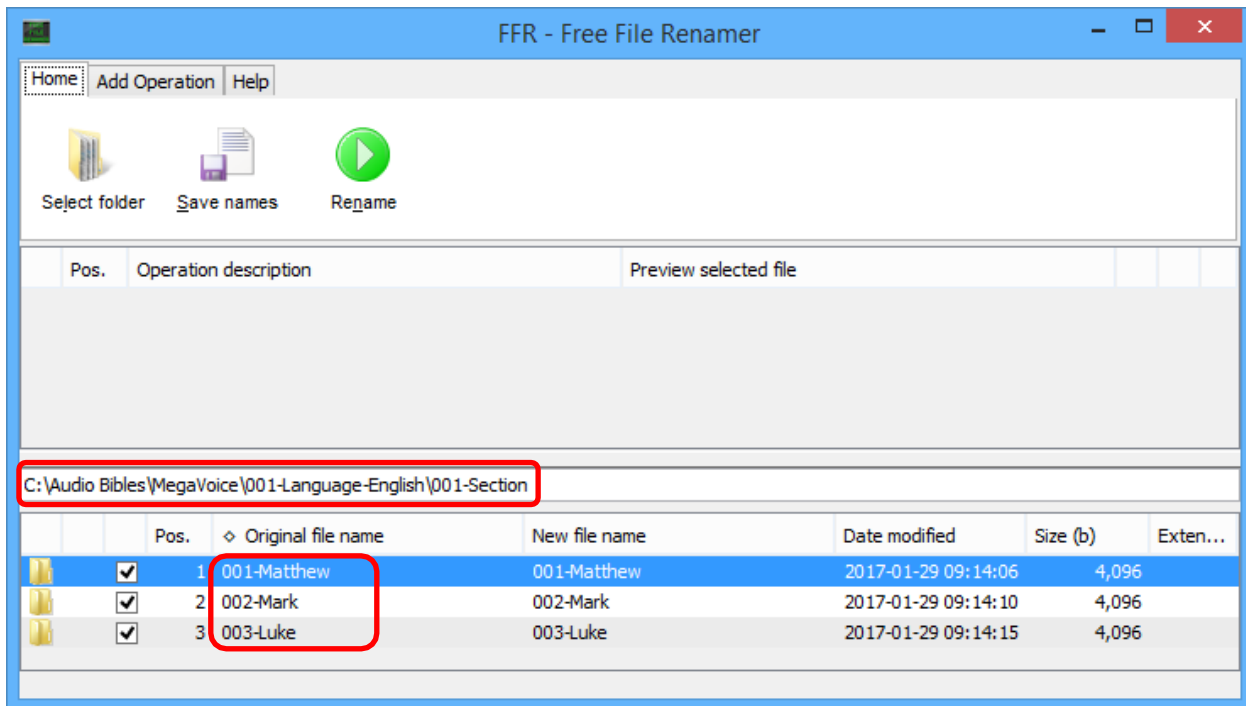 FFR - Free File Renamer
Home Add Operation Help
Select folder Save names Rename
Pos. Operation description Preview selected file
C:\Audio Bibles\MegaVoice\001-Language-English\001-Section
Pos. Original file name New file name Date modified Size (b) Exten...
1 001-Matthew 001-Matthew 2017-01-29 09:14:06 4,096
2 002-Mark 002-Mark 2017-01-29 09:14:10 4,096
3 003-Luke 003-Luke 2017-01-29 09:14:15 4,096